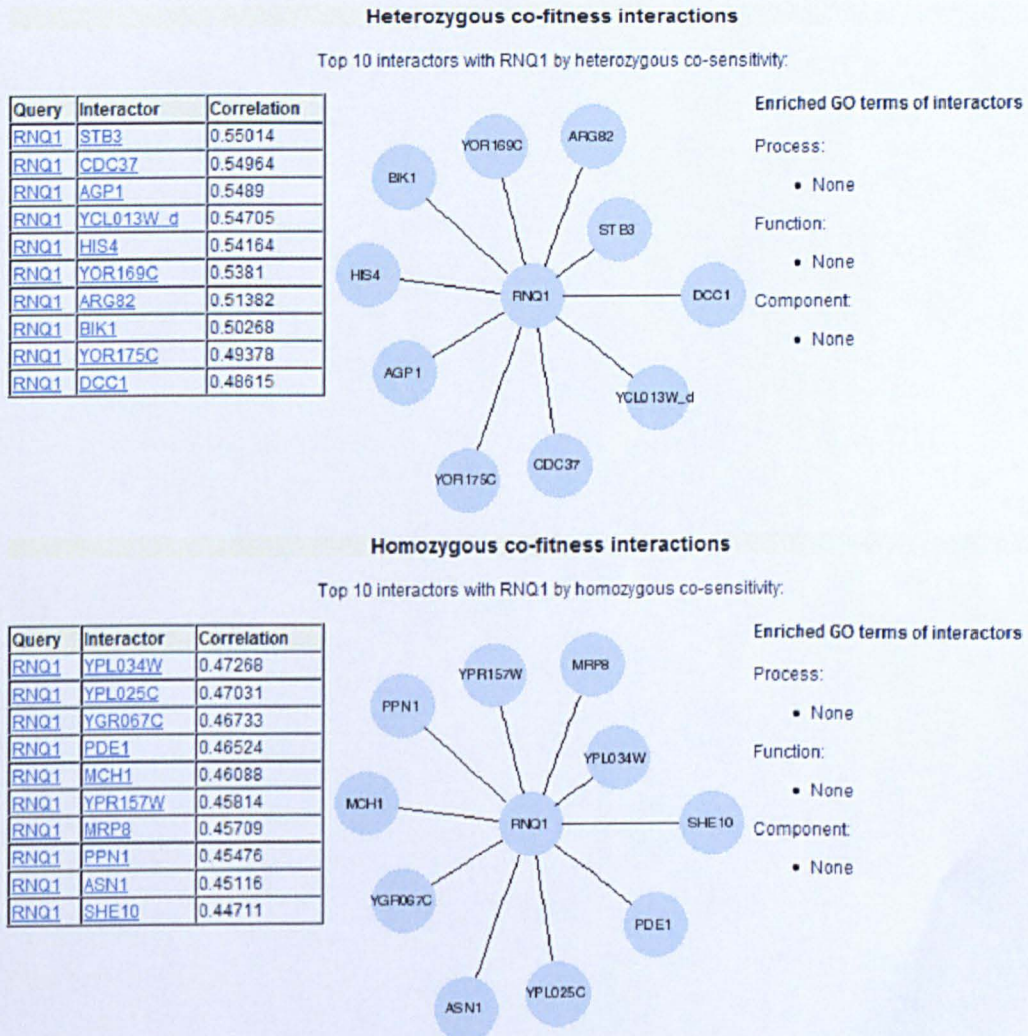 Heterozygous co-fitness interactions
Top 10 interactors with RNQ1 by heterozygous co-sensitivity:
Query Interactor Correlation
RNQ1 STB3 0.55014
RNQ1 CDC37 0.54964
RNQ1 AGP1 0.5489
RNQ1 YCL013W_d 0.54705
RNQ1 HIS4 0.54164
RNQ1 YOR169C 0.5381
RNQ1 ARG82 0.51382
RNQ1 BIK1 0.50268
RNQ1 YOR175C 0.49378
RNQ1 DCC1 0.48615
YOR169C
ARG82
BIK1
STB3
HIS4
RNQ1
DCC1
AGP1
YCL013W_d
YOR175C
CDC37
Enriched GO terms of interactors
Process:
• None
Function:
• None
Component:
• None
Homozygous co-fitness interactions
Top 10 interactors with RNQ1 by homozygous co-sensitivity:
Query Interactor Correlation
RNQ1 YPL034W 0.47268
RNQ1 YPL025C 0.47031
RNQ1 YGR067C 0.46733
RNQ1 PDE1 0.46524
RNQ1 MCH1 0.46088
RNQ1 YPR157W 0.45814
RNQ1 MRP8 0.45709
RNQ1 PPN1 0.45476
RNQ1 ASN1 0.45116
RNQ1 SHE10 0.44711
YPR157W
MRP8
PPN1
YPL034W
MCH1
RNQ1
SHE10
YGR067C
PDE1
ASN1
YPL025C
Enriched GO terms of interactors
Process:
• None
Function:
• None
Component:
• None